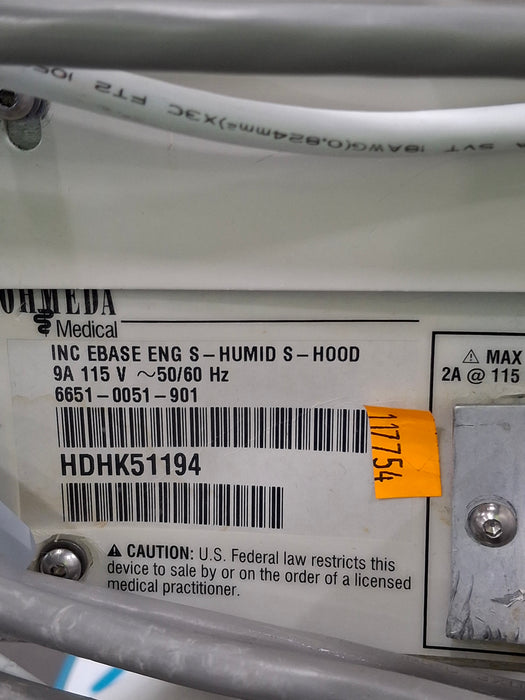 SVT 18AWG(0.824mm²)X3C FT2
OHMEDA
Medical
INC EBASE ENG S-HUMID S-HOOD
9A 115 V ~50/60 Hz
6651-0051-901
HDHK51194
117754
⚠ CAUTION: U.S. Federal law restricts this
device to sale by or on the order of a licensed
medical practitioner.
⚠ MAX
2A @ 115